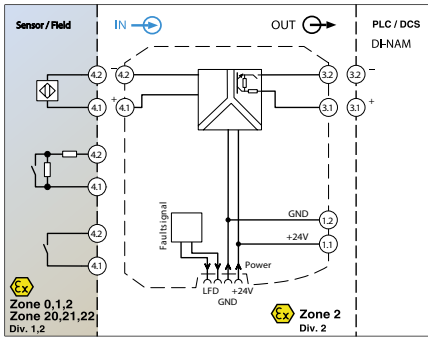 Sensor / Field
IN
OUT
PLC / DCS
DI-NAM
4.2
−
4.2
3.2
3.2
−
4.1
+
4.1
3.1
3.1
+
4.2
4.1
Faultsignal
GND
1.2
4.2
+24V
1.1
4.1
Power
LFD
+24V
GND
Ex
Zone 0,1,2
Zone 20,21,22
Div. 1,2
Ex
Zone 2
Div. 2